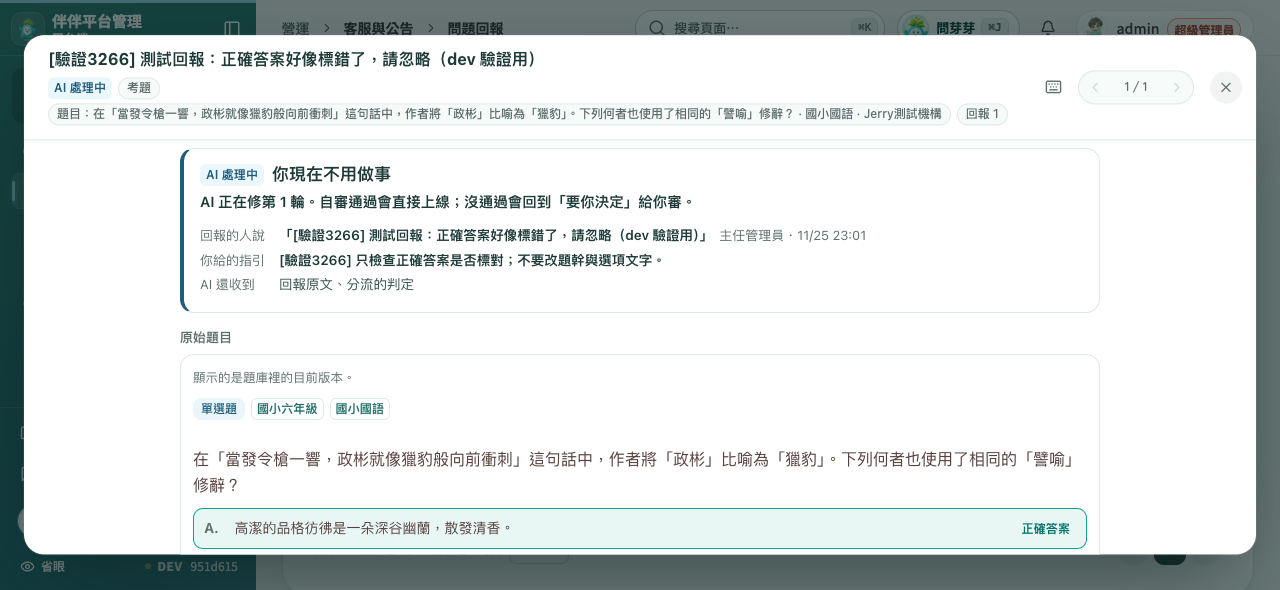 伴伴平台管理
營運 > 客服與公告 > 問題回報
搜尋頁面… ⌘K
問芽芽 ⌘J
admin 超級管理員
[驗證3266] 測試回報：正確答案好像標錯了，請忽略（dev 驗證用）
AI 處理中 考題
題目：在「當發令槍一響，政彬就像獵豹般向前衝刺」這句話中，作者將「政彬」比喻為「獵豹」。下列何者也使用了相同的「譬喻」修辭？ · 國小國語 · Jerry測試機構 回報 1
1 / 1
AI 處理中 你現在不用做事
AI 正在修第 1 輪。自審通過會直接上線；沒通過會回到「要你決定」給你審。
回報的人說 「[驗證3266] 測試回報：正確答案好像標錯了，請忽略（dev 驗證用）」 主任管理員 · 11/25 23:01
你給的指引 [驗證3266] 只檢查正確答案是否標對；不要改題幹與選項文字。
AI 還收到 回報原文、分流的判定
原始題目
顯示的是題庫裡的目前版本。
單選題 國小六年級 國小國語
在「當發令槍一響，政彬就像獵豹般向前衝刺」這句話中，作者將「政彬」比喻為「獵豹」。下列何者也使用了相同的「譬喻」
修辭？
A. 高潔的品格彷彿是一朵深谷幽蘭，散發清香。 正確答案
省眼 DEV 951d615